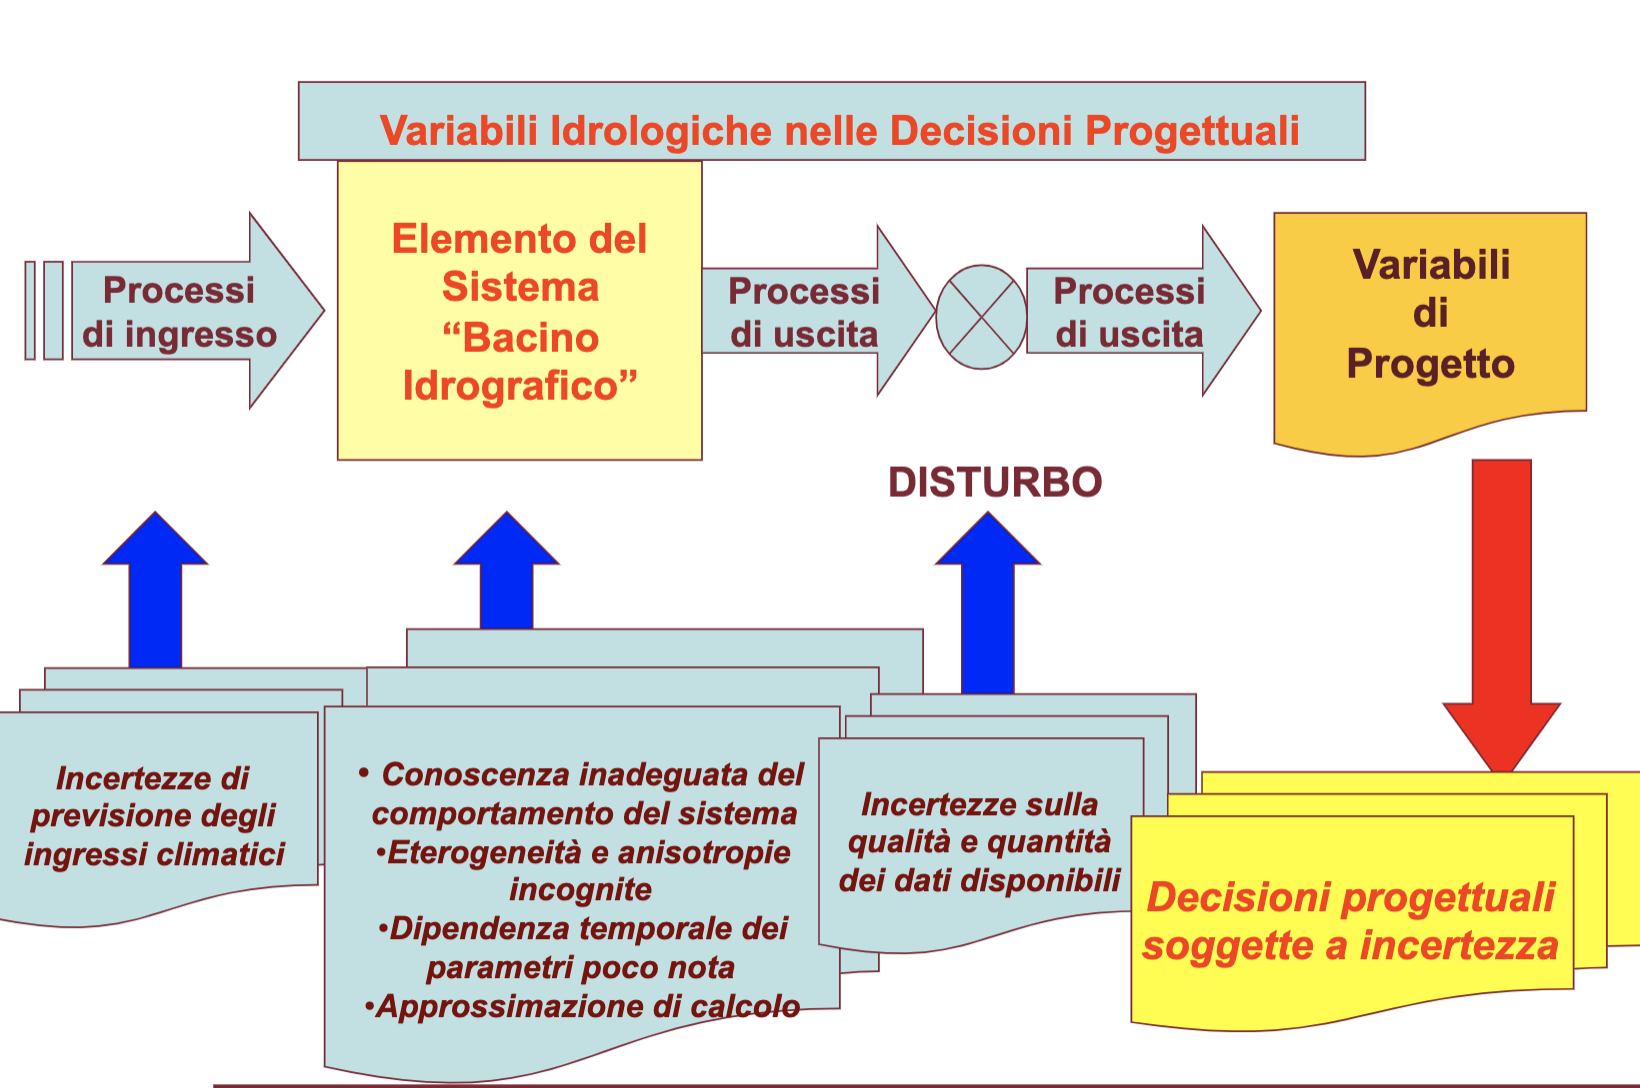 Variabili Idrologiche nelle Decisioni Progettuali
Processi
di ingresso
Elemento del
Sistema
“Bacino
Idrografico”
Processi
di uscita
Processi
di uscita
Variabili
di
Progetto
DISTURBO
Incertezze di
previsione degli
ingressi climatici
• Conoscenza inadeguata del
comportamento del sistema
•Eterogeneità e anisotropie
incognite
•Dipendenza temporale dei
parametri poco nota
•Approssimazione di calcolo
Incertezze sulla
qualità e quantità
dei dati disponibili
Decisioni progettuali
soggette a incertezza